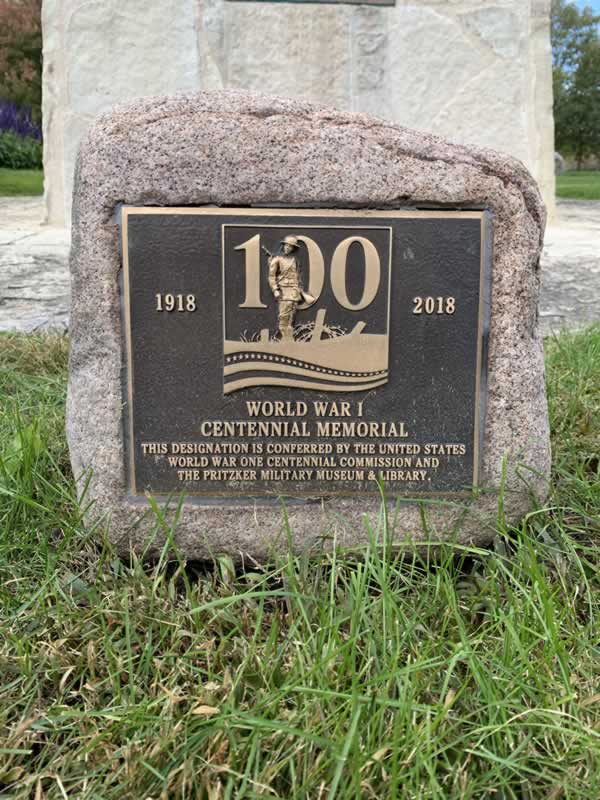 100
1918
2018
WORLD WAR I
CENTENNIAL MEMORIAL
THIS DESIGNATION IS CONFERRED BY THE UNITED STATES
WORLD WAR ONE CENTENNIAL COMMISSION AND
THE PRITZKER MILITARY MUSEUM & LIBRARY.